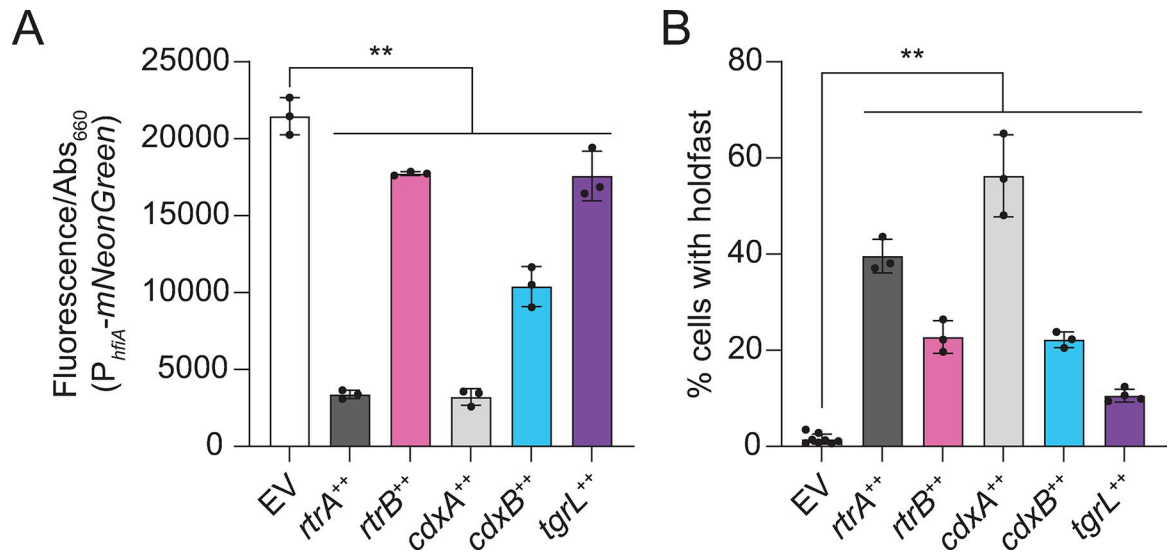 A
Fluorescence/Abs660
(PhfiA-mNeonGreen)
25000
20000
15000
10000
5000
0
**
EV
rtrA++
rtrB++
cdxA++
cdxB++
tgrL++
B
% cells with holdfast
80
60
40
20
0
**
EV
rtrA++
rtrB++
cdxA++
cdxB++
tgrL++